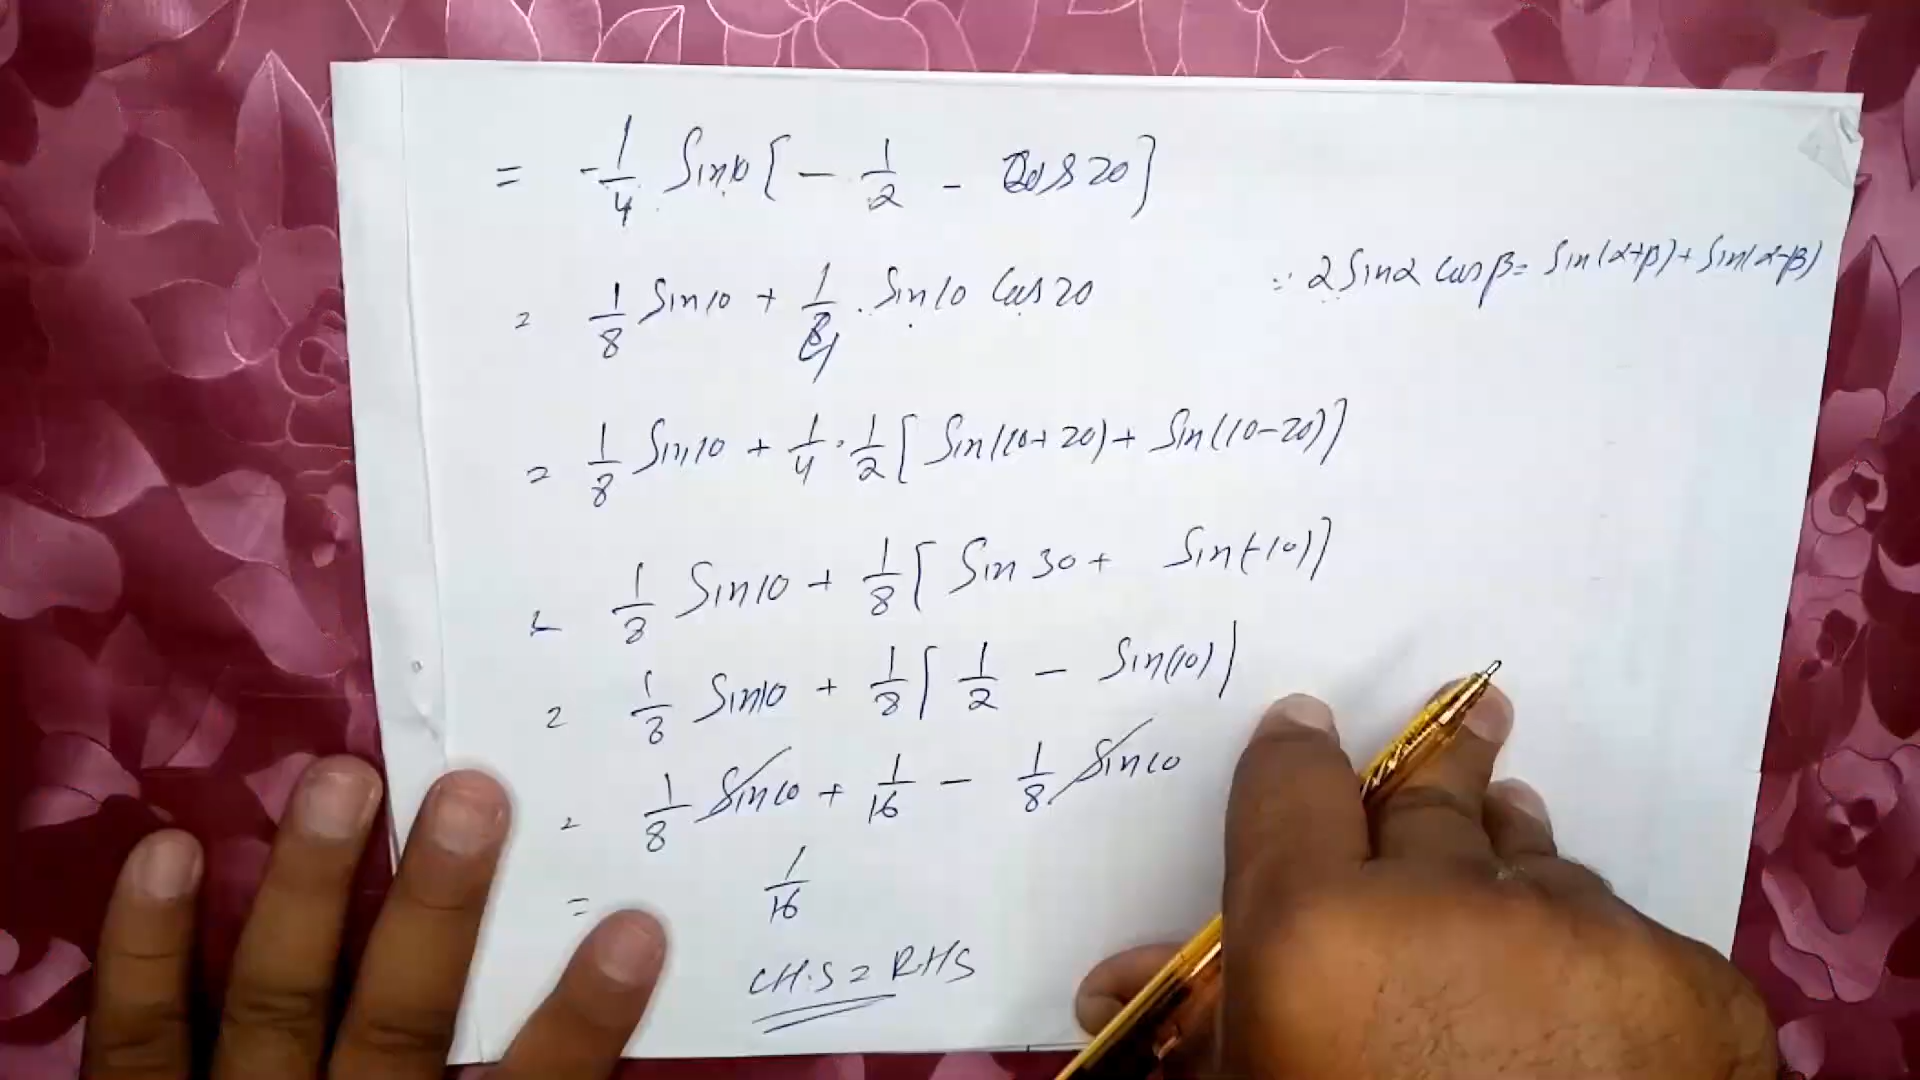 = -1/4 Sin10 [ - 1/2 - Cos 20 ]
= 1/8 Sin10 + 1/4 . Sin10 Cos 20
∵ 2 Sinα Cos β = Sin(α+β) + Sin(α-β)
= 1/8 Sin10 + 1/4 . 1/2 [ Sin(10+20) + Sin(10-20) ]
= 1/8 Sin10 + 1/8 [ Sin 30 + Sin(-10) ]
= 1/8 Sin10 + 1/8 [ 1/2 - Sin(10) ]
= 1/8 Sin10 + 1/16 - 1/8 Sin10
= 1/16
LH.S = RHS